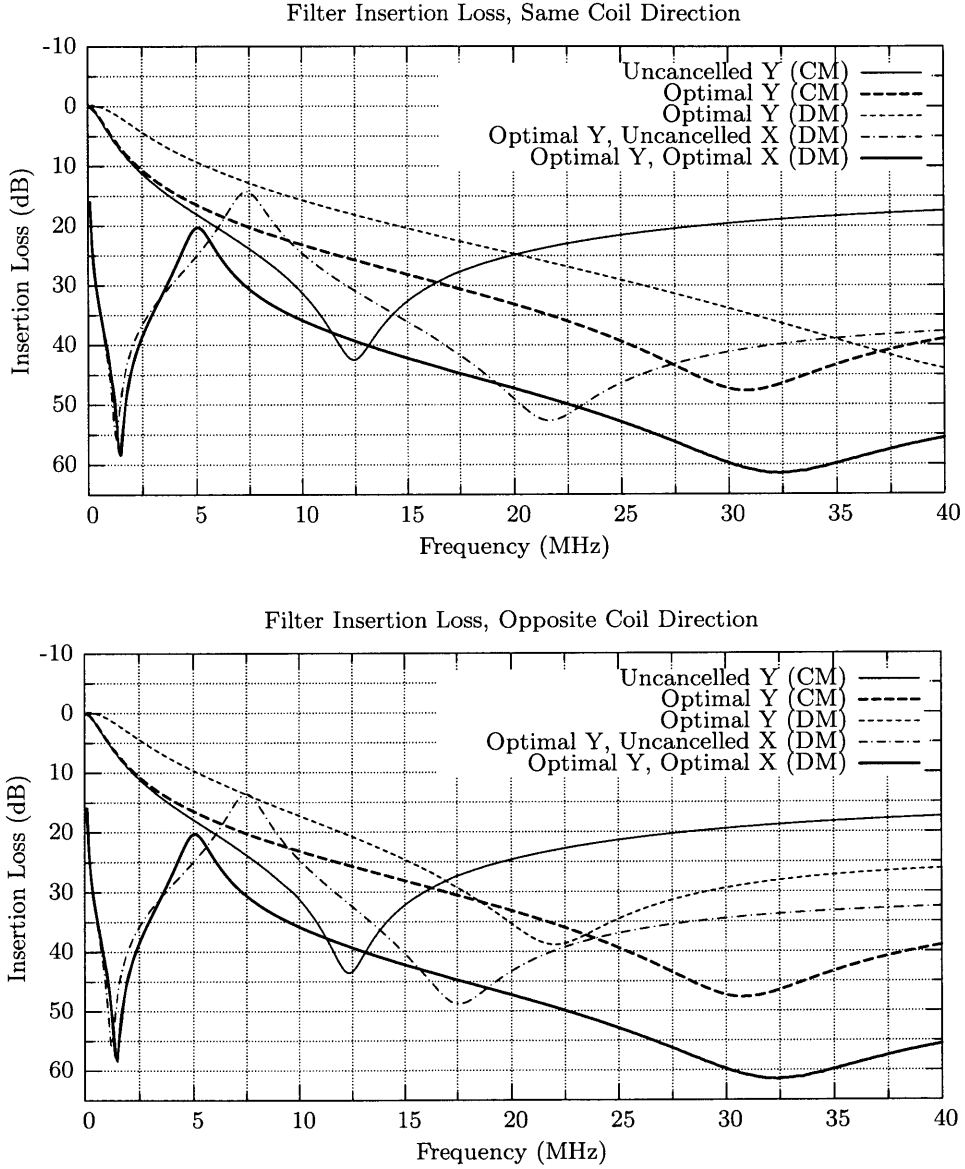 Filter Insertion Loss, Same Coil Direction
-10
0
10
20
30
40
50
60
Insertion Loss (dB)
Uncancelled Y (CM)
Optimal Y (CM)
Optimal Y (DM)
Optimal Y, Uncancelled X (DM)
Optimal Y, Optimal X (DM)
0 5 10 15 20 25 30 35 40
Frequency (MHz)
Filter Insertion Loss, Opposite Coil Direction
-10
0
10
20
30
40
50
60
Insertion Loss (dB)
Uncancelled Y (CM)
Optimal Y (CM)
Optimal Y (DM)
Optimal Y, Uncancelled X (DM)
Optimal Y, Optimal X (DM)
0 5 10 15 20 25 30 35 40
Frequency (MHz)